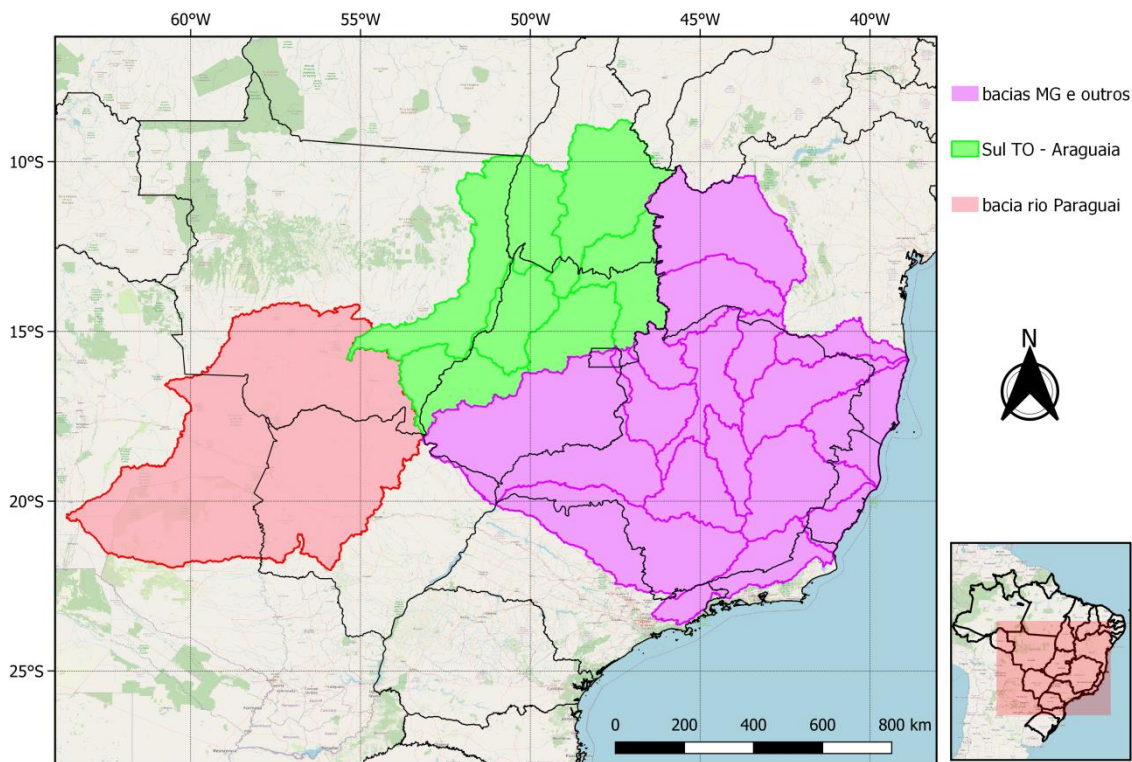 60°W 55°W 50°W 45°W 40°W
bacias MG e outros
Sul TO - Araguaia
bacia rio Paraguai
10°S
15°S
20°S
25°S
N
0 200 400 600 800 km